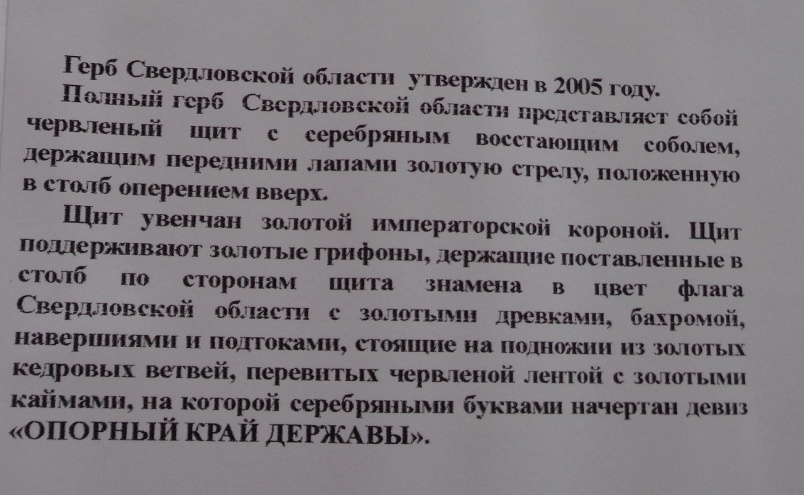 Герб Свердловской области утвержден в 2005 году.
Полный герб Свердловской области представляет собой
червленый щит с серебряным восстающим соболем,
держащим передними лапами золотую стрелу, положенную
в столб оперением вверх.
Щит увенчан золотой императорской короной. Щит
поддерживают золотые грифоны, держащие поставленные в
столб по сторонам щита знамена в цвет флага
Свердловской области с золотыми древками, бахромой,
навершиями и подтоками, стоящие на подножии из золотых
кедровых ветвей, перевитых червленой лентой с золотыми
каймами, на которой серебряными буквами начертан девиз
«ОПОРНЫЙ КРАЙ ДЕРЖАВЫ».